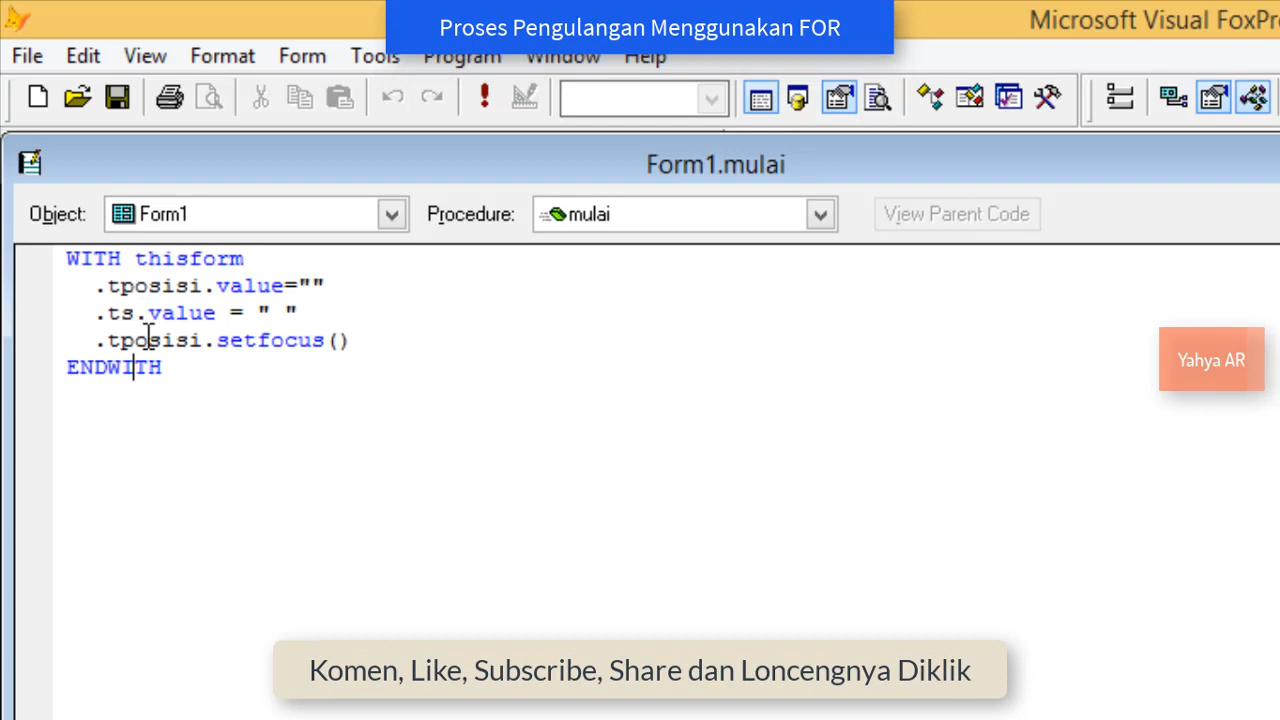 Proses Pengulangan Menggunakan FOR
Microsoft Visual FoxPr
File Edit View Format Form Tools Program Window Help
Form1.mulai
Object: Form1 Procedure: mulai View Parent Code
WITH thisform
.tposisi.value=""
.ts.value = " "
.tposisi.setfocus()
ENDWITH
Yahya AR
Komen, Like, Subscribe, Share dan Loncengnya Diklik